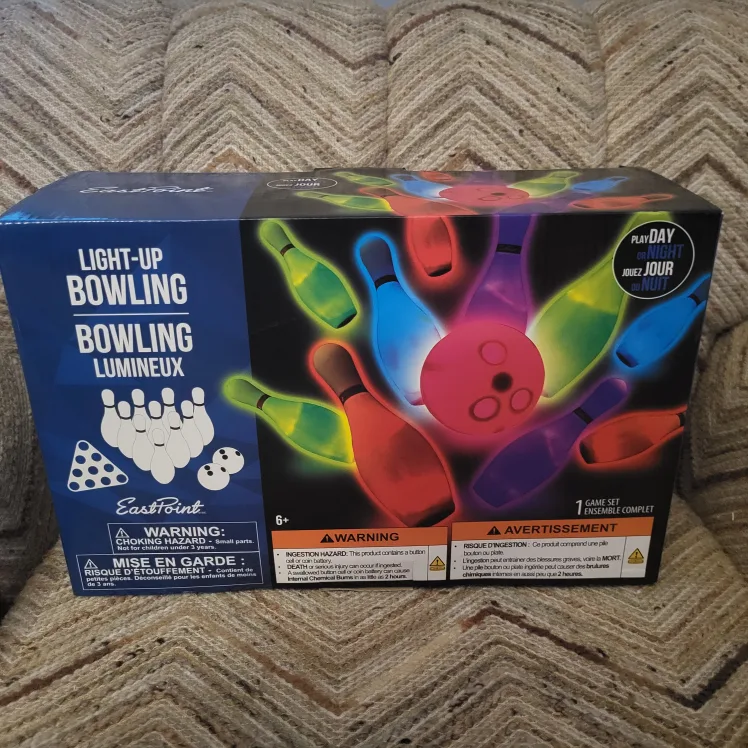 EastPoint
DAY
JOUR
LIGHT-UP
BOWLING
BOWLING
LUMINEUX
EastPoint
WARNING:
CHOKING HAZARD - Small parts.
Not for children under 3 years.
MISE EN GARDE :
RISQUE D'ÉTOUFFEMENT - Contient de
petites pièces. Déconseillé pour les enfants de moins
de 3 ans.
PLAY DAY
OR NIGHT
JOUEZ JOUR
OU NUIT
6+
1 GAME SET
ENSEMBLE COMPLET
WARNING
• INGESTION HAZARD: This product contains a button
cell or coin battery.
• DEATH or serious injury can occur if ingested.
• A swallowed button cell or coin battery can cause
Internal Chemical Burns in as little as 2 hours.
AVERTISSEMENT
• RISQUE D'INGESTION : Ce produit comprend une pile
bouton ou plate.
• L'ingestion peut entraîner des blessures graves, voire la MORT.
• Une pile bouton ou plate ingérée peut causer des brulures
chimiques internes en aussi peu que 2 heures.